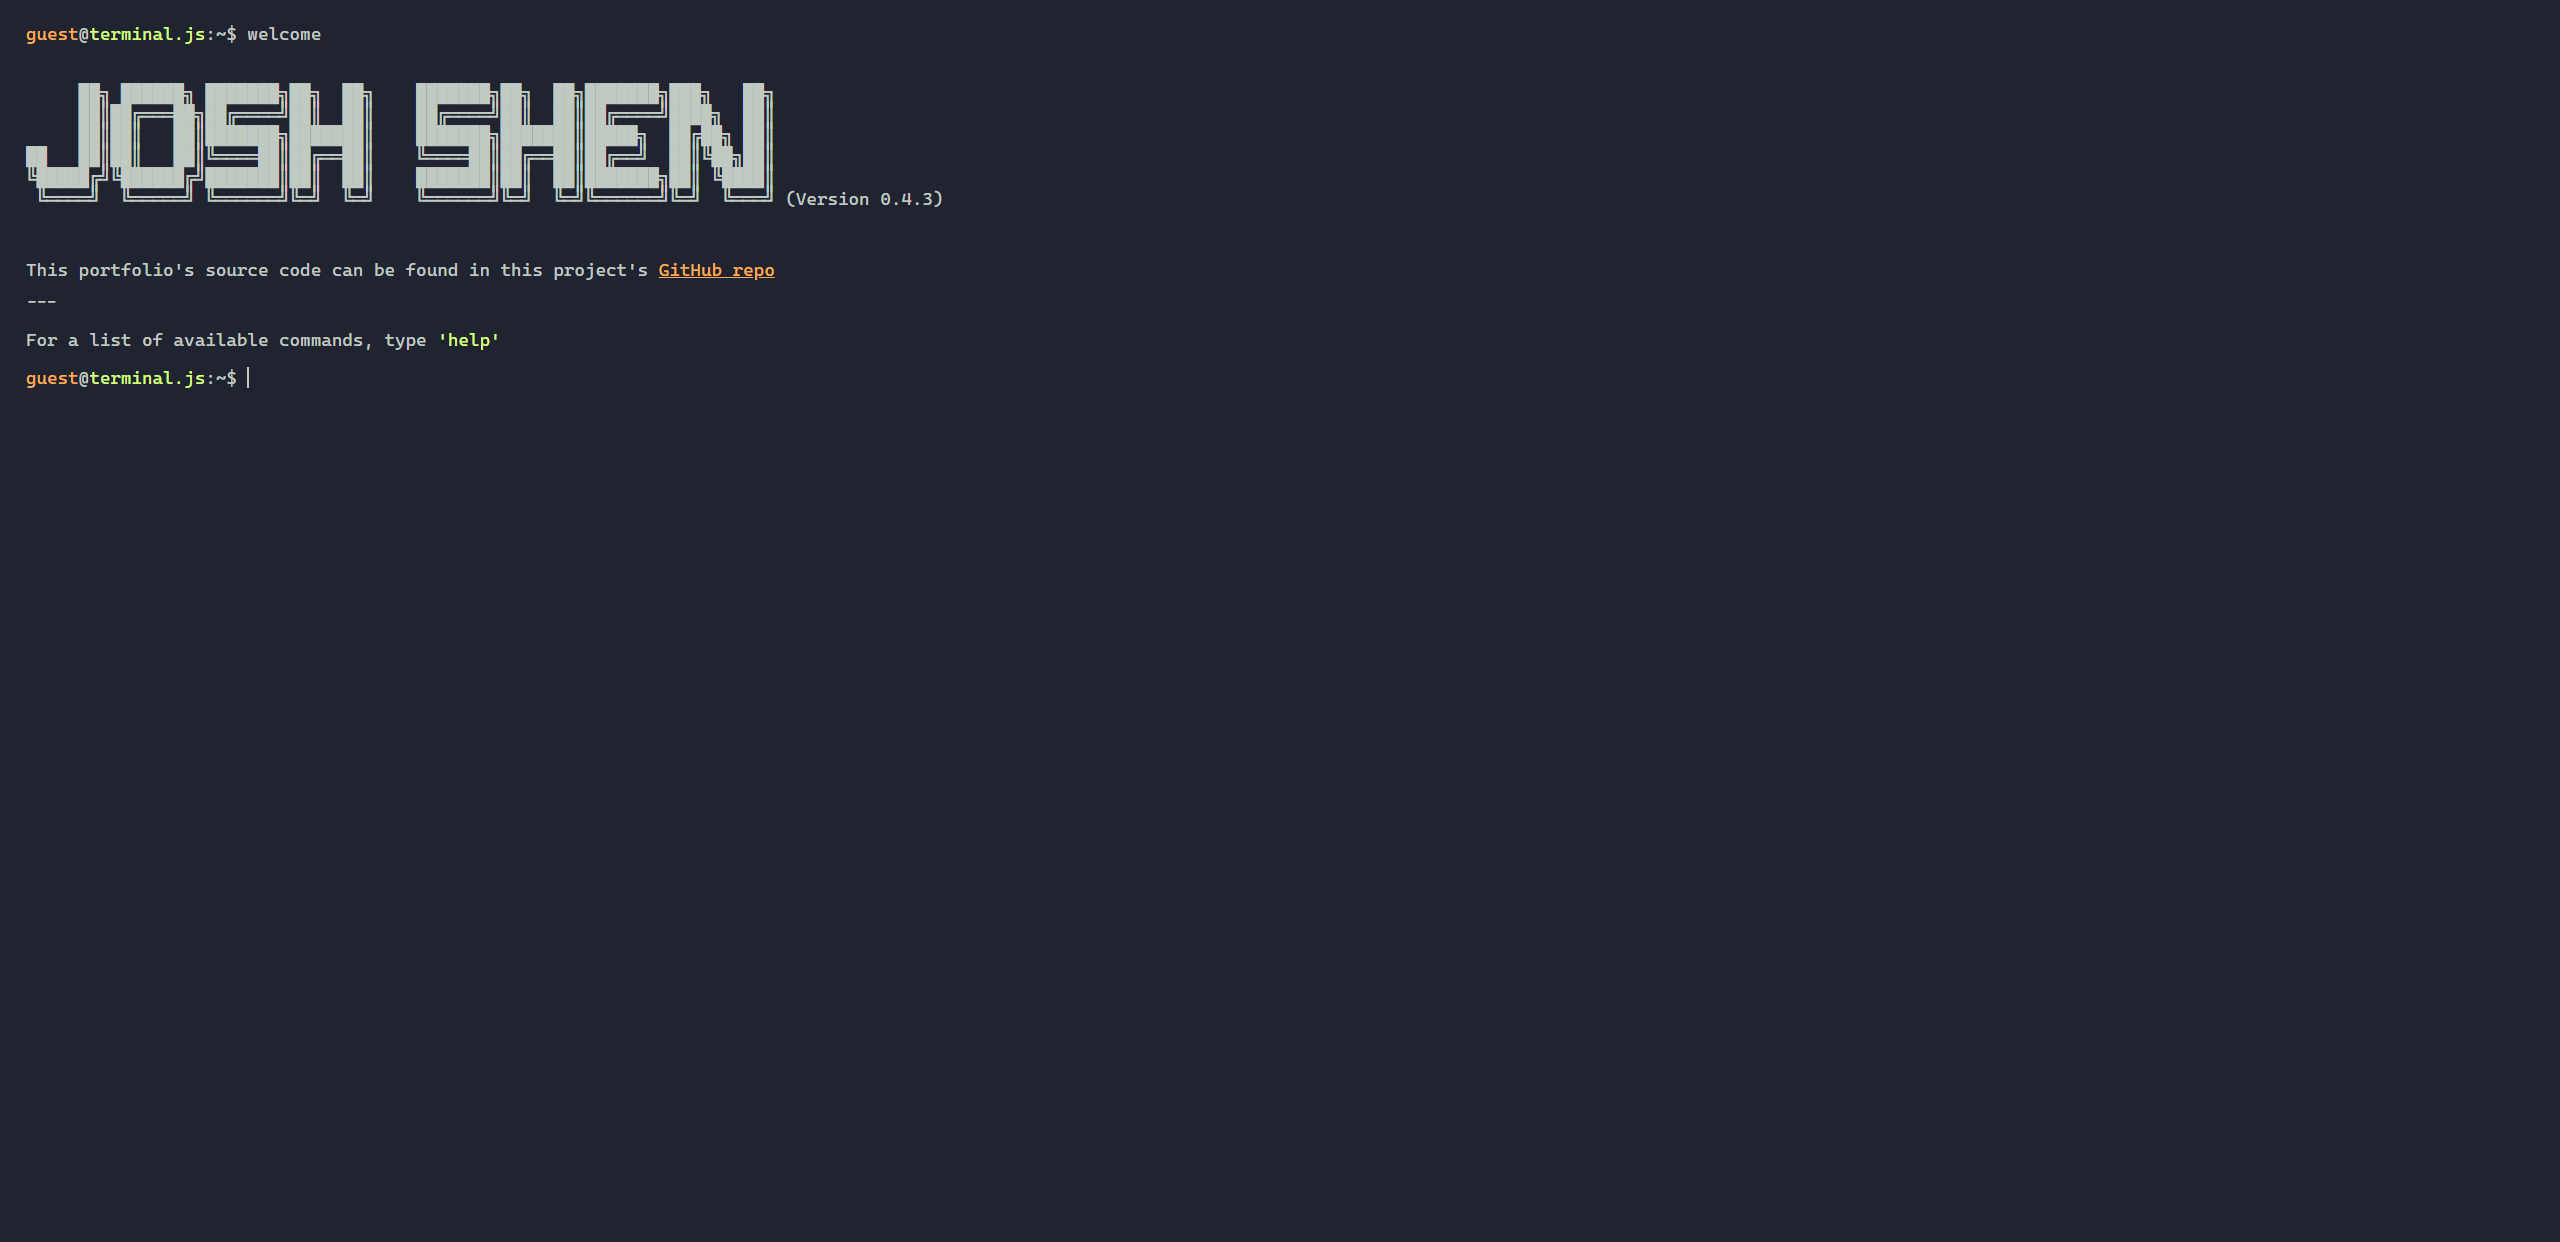 guest@terminal.js:~$ welcome
JOSH SHEN (Version 0.4.3)
This portfolio's source code can be found in this project's GitHub repo
---
For a list of available commands, type 'help'
guest@terminal.js:~$